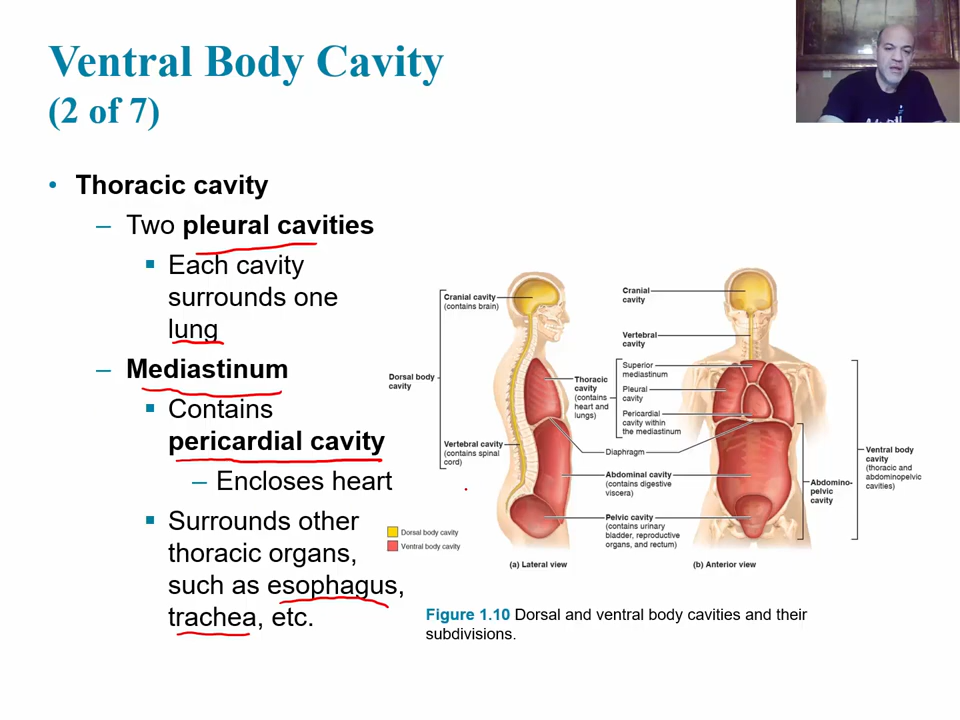 Ventral Body Cavity
(2 of 7)
• Thoracic cavity
– Two pleural cavities
▪ Each cavity
surrounds one
lung
– Mediastinum
▪ Contains
pericardial cavity
– Encloses heart
▪ Surrounds other
thoracic organs,
such as esophagus,
trachea, etc.
Cranial cavity
(contains brain)
Dorsal body
cavity
Vertebral cavity
(contains spinal
cord)
Dorsal body cavity
Ventral body cavity
Thoracic
cavity
(contains
heart and
lungs)
Cranial
cavity
Vertebral
cavity
Superior
mediastinum
Pleural
cavity
Pericardial
cavity within
the mediastinum
Diaphragm
Abdominal cavity
(contains digestive
viscera)
Pelvic cavity
(contains urinary
bladder, reproductive
organs, and rectum)
Abdomino-
pelvic
cavity
Ventral body
cavity
(thoracic and
abdominopelvic
cavities)
(a) Lateral view
(b) Anterior view
Figure 1.10 Dorsal and ventral body cavities and their
subdivisions.